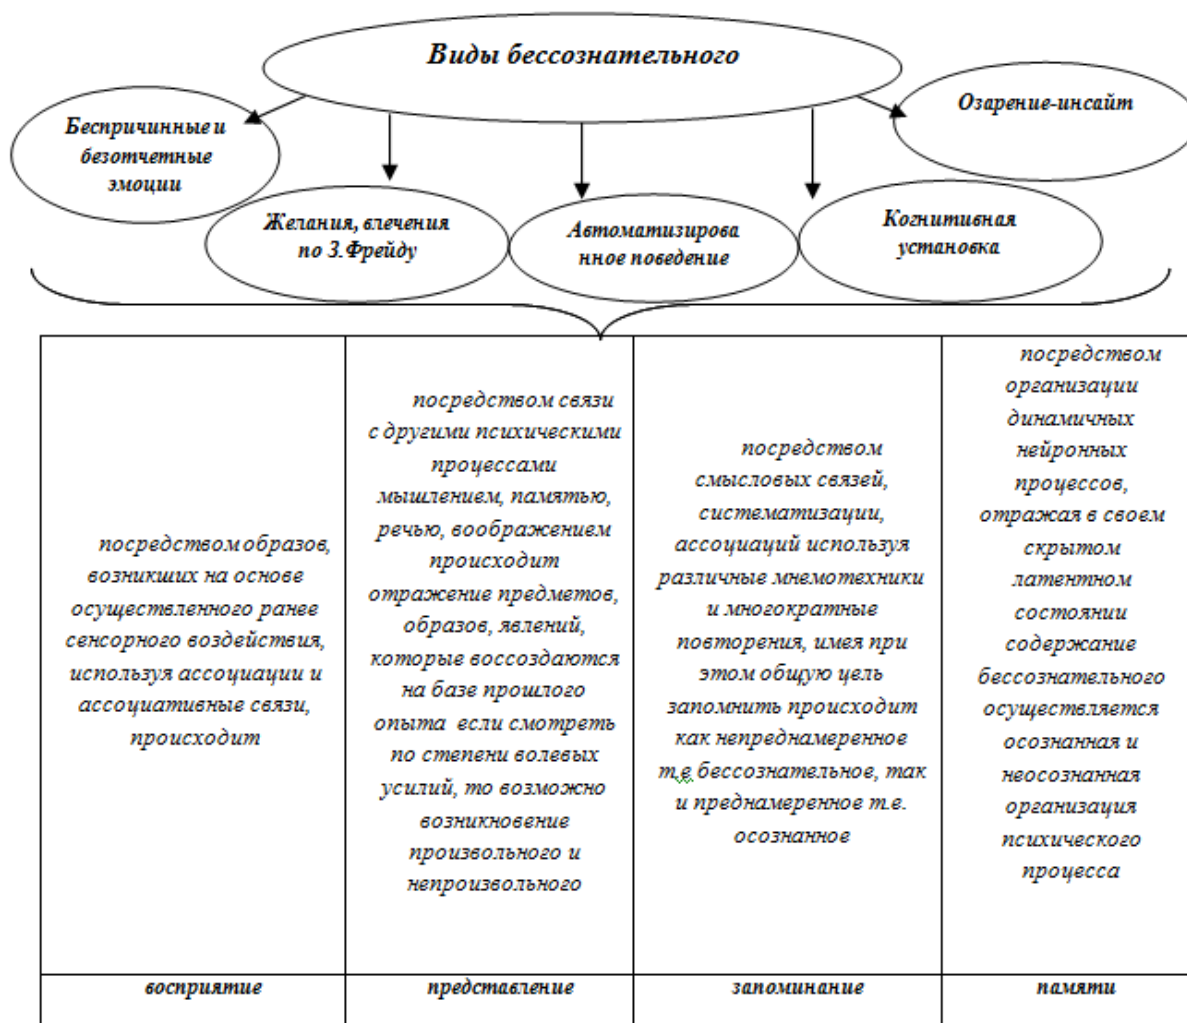 Виды бессознательного
Беспричинные и
безотчетные
эмоции
Желания, влечения
по З.Фрейду
Автоматизирова
нное поведение
Когнитивная
установка
Озарение-инсайт
посредством образов,
возникших на основе
осуществленного ранее
сенсорного воздействия,
используя ассоциации и
ассоциативные связи,
происходит
посредством связи
с другими психическими
процессами
мышлением, памятью,
речью, воображением
происходит
отражение предметов,
образов, явлений,
которые воссоздаются
на базе прошлого
опыта если смотреть
по степени волевых
усилий, то возможно
возникновение
произвольного и
непроизвольного
посредством
смысловых связей,
систематизации,
ассоциаций используя
различные мнемотехники
и многократные
повторения, имея при
этом общую цель
запомнить происходит
как непреднамеренное
т.е бессознательное, так
и преднамеренное т.е.
осознанное
посредством
организации
динамичных
нейронных
процессов,
отражая в своем
скрытом
латентном
состоянии
содержание
бессознательного
осуществляется
осознанная и
неосознанная
организация
психического
процесса
восприятие
представление
запоминание
памяти